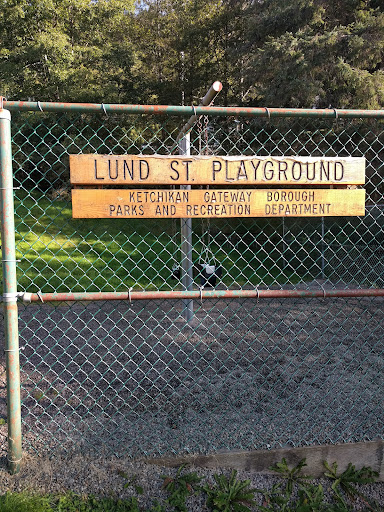 LUND ST. PLAYGROUND
KETCHIKAN GATEWAY BOROUGH
PARKS AND RECREATION DEPARTMENT